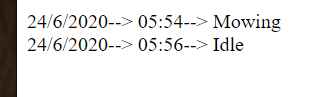 24/6/2020--> 05:54--> Mowing
24/6/2020--> 05:56--> Idle